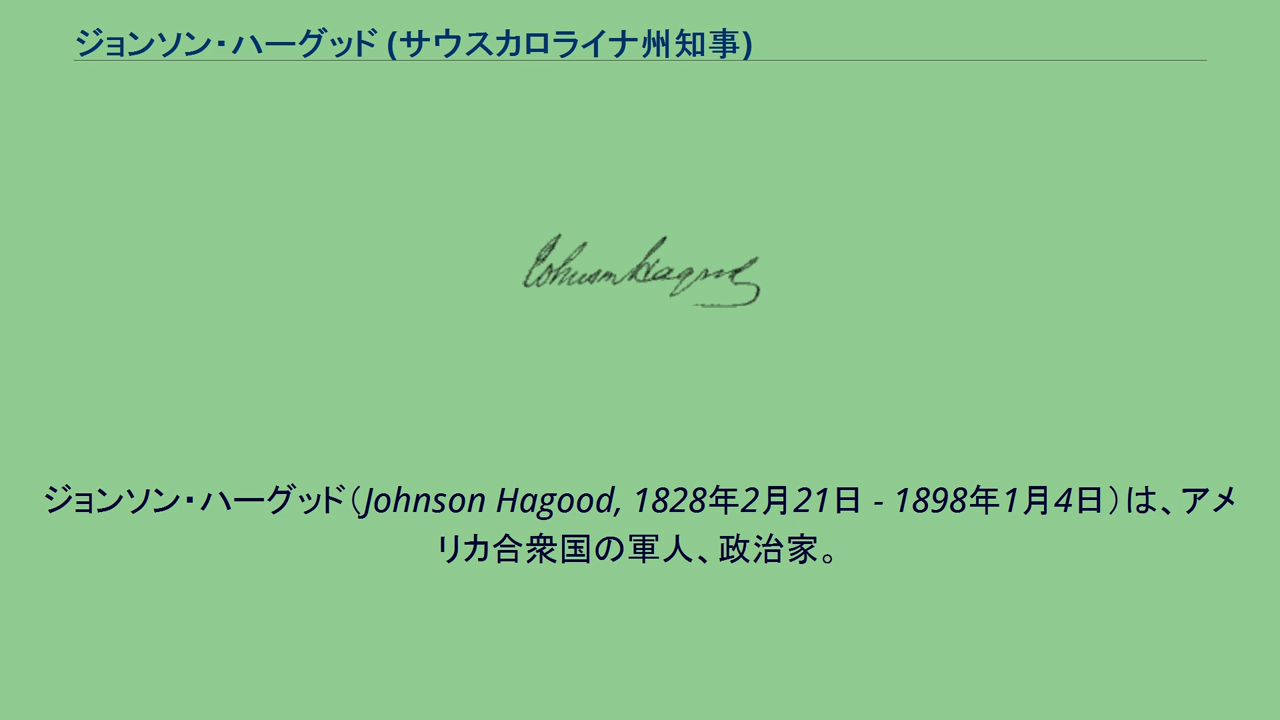 ジョンソン・ハーグッド (サウスカロライナ州知事)
Johnson Hagood
ジョンソン・ハーグッド（Johnson Hagood, 1828年2月21日 - 1898年1月4日）は、アメ
リカ合衆国の軍人、政治家。